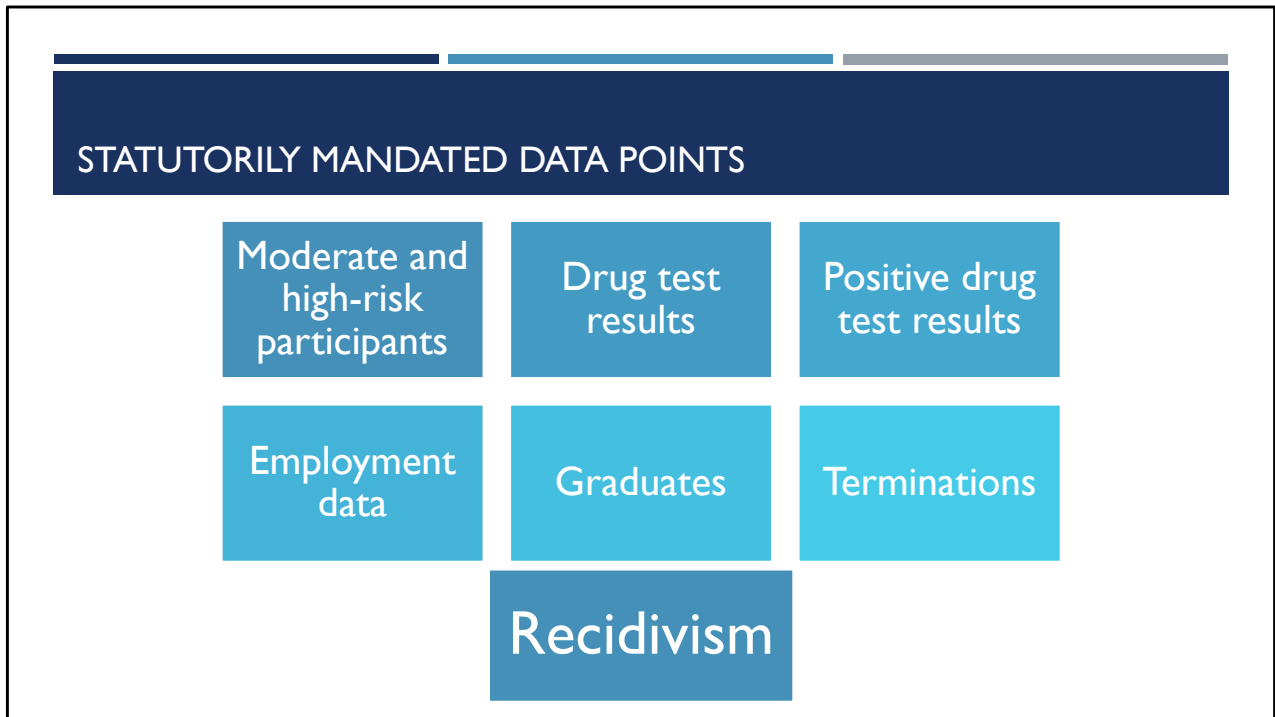 STATUTORILY MANDATED DATA POINTS
Moderate and
high-risk
participants
Drug test
results
Positive drug
test results
Employment
data
Graduates
Terminations
Recidivism